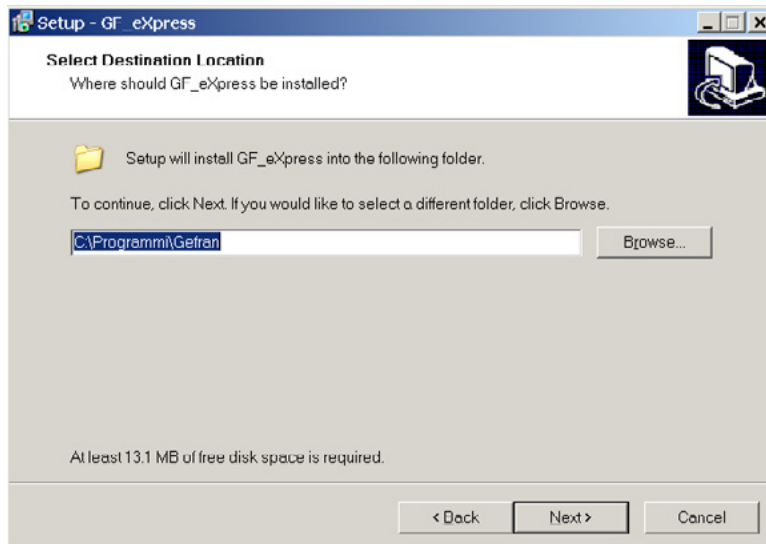 Setup - GF_eXpress
Select Destination Location
Where should GF_eXpress be installed?
Setup will install GF_eXpress into the following folder.
To continue, click Next. If you would like to select a different folder, click Browse.
C:\Programmi\Gefran
Browse...
At least 13.1 MB of free disk space is required.
< Back
Next >
Cancel